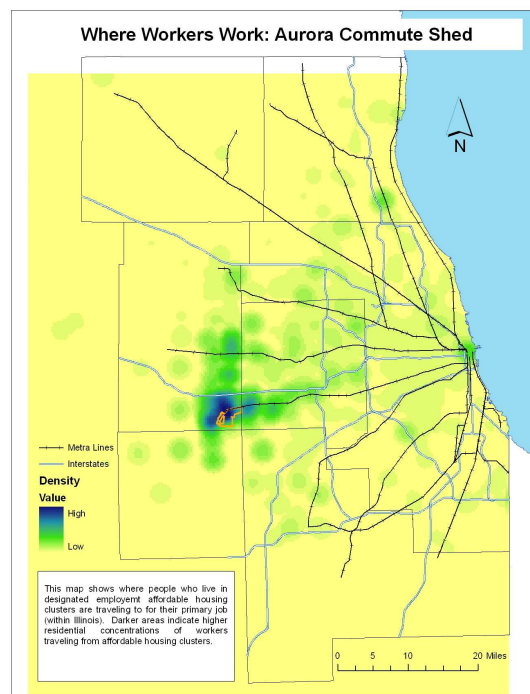 Where Workers Work: Aurora Commute Shed
N
Metra Lines
Interstates
Density
Value
High
Low
This map shows where people who live in
designated employemt affordable housing
clusters are traveling to for their primary job
(within Illinois). Darker areas indicate higher
residential concentrations of workers
traveling from affordable housing clusters.
0 5 10 20 Miles